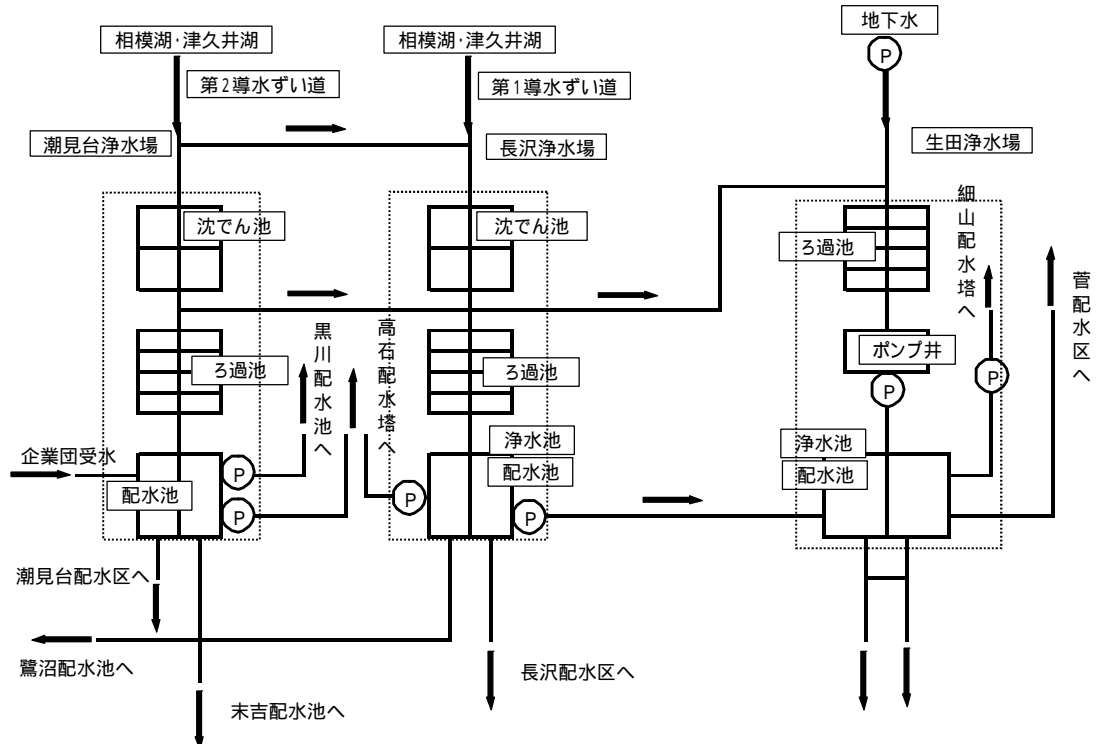 地下水
相模湖･津久井湖
相模湖･津久井湖
P
第2導水ずい道
第1導水ずい道
潮見台浄水場
長沢浄水場
生田浄水場
沈でん池
沈でん池
ろ過池
細山配水塔へ
菅配水区へ
黒川配水池へ
高石配水塔へ
ろ過池
ろ過池
ポンプ井
P
P
浄水池
浄水池
企業団受水
P
配水池
配水池
配水池
P
P
P
潮見台配水区へ
鷺沼配水池へ
長沢配水区へ
末吉配水池へ